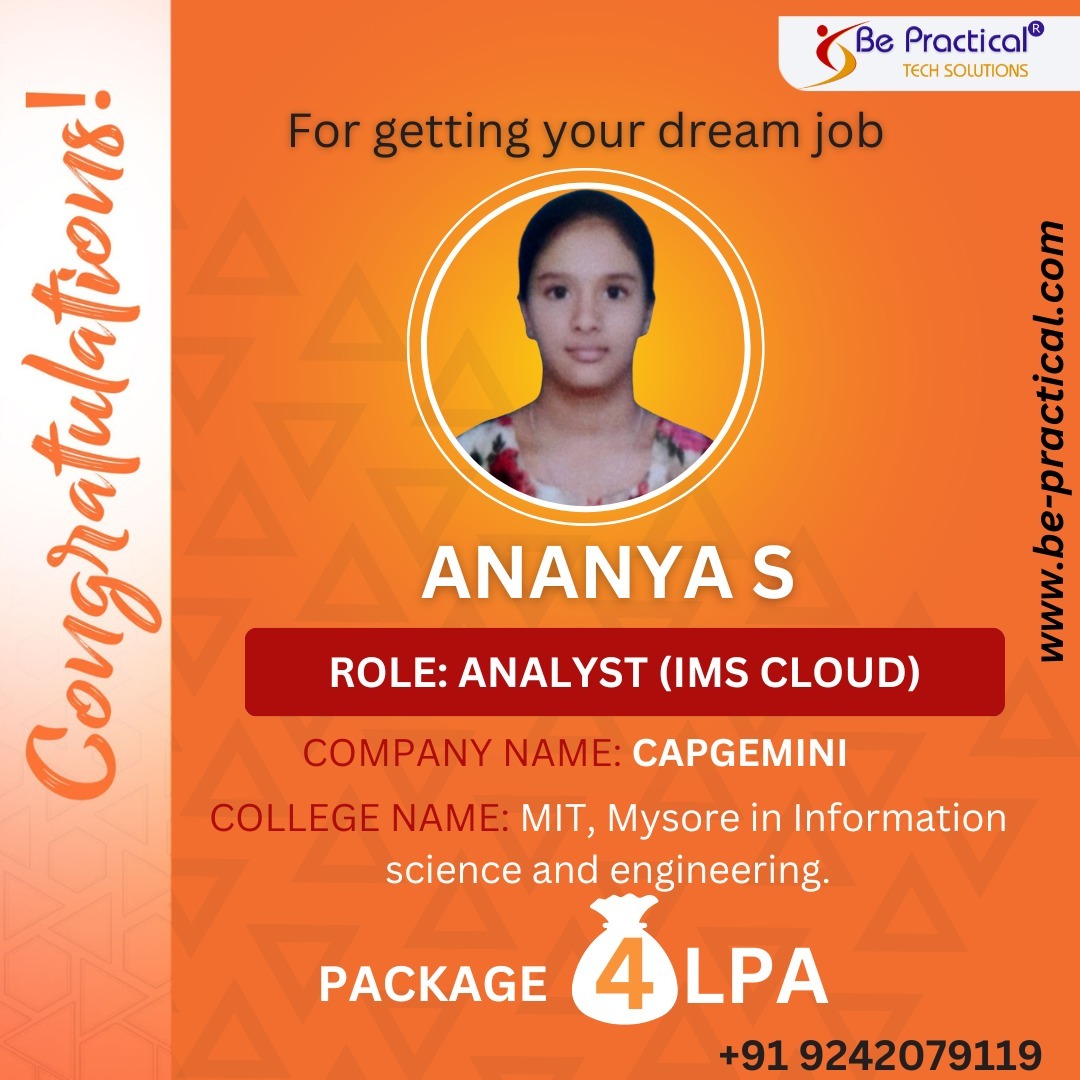 Be Practical®
TECH SOLUTIONS
Congratulations!
For getting your dream job
www.be-practical.com
ANANYA S
ROLE: ANALYST (IMS CLOUD)
COMPANY NAME: CAPGEMINI
COLLEGE NAME: MIT, Mysore in Information
science and engineering.
PACKAGE 4 LPA
+91 9242079119